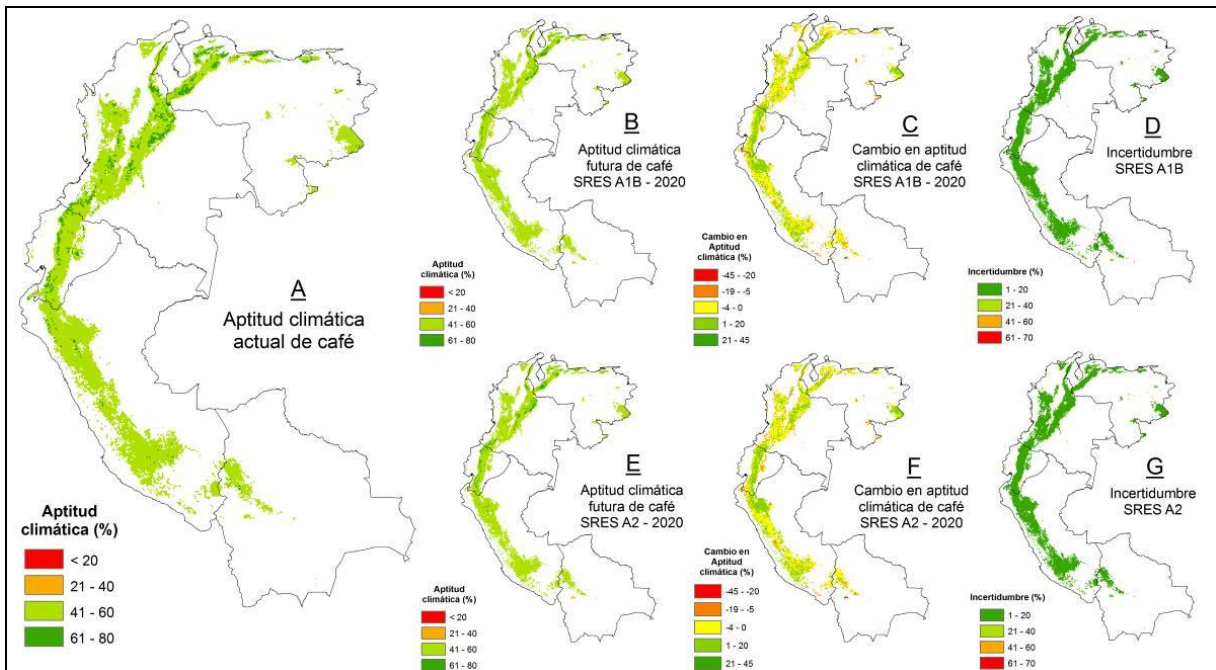 A
Aptitud climática
actual de café
Aptitud
climática (%)
< 20
21 - 40
41 - 60
61 - 80
B
Aptitud climática
futura de café
SRES A1B - 2020
Aptitud
climática (%)
< 20
21 - 40
41 - 60
61 - 80
C
Cambio en aptitud
climática de café
SRES A1B - 2020
Cambio en
Aptitud
climática (%)
-45 - -20
-19 - -5
-4 - 0
1 - 20
21 - 45
D
Incertidumbre
SRES A1B
Incertidumbre (%)
1 - 20
21 - 40
41 - 60
61 - 70
E
Aptitud climática
futura de café
SRES A2 - 2020
Aptitud
climática (%)
< 20
21 - 40
41 - 60
61 - 80
F
Cambio en aptitud
climática de café
SRES A2 - 2020
Cambio en
Aptitud
climática (%)
-45 - -20
-19 - -5
-4 - 0
1 - 20
21 - 45
G
Incertidumbre
SRES A2
Incertidumbre (%)
1 - 20
21 - 40
41 - 60
61 - 70